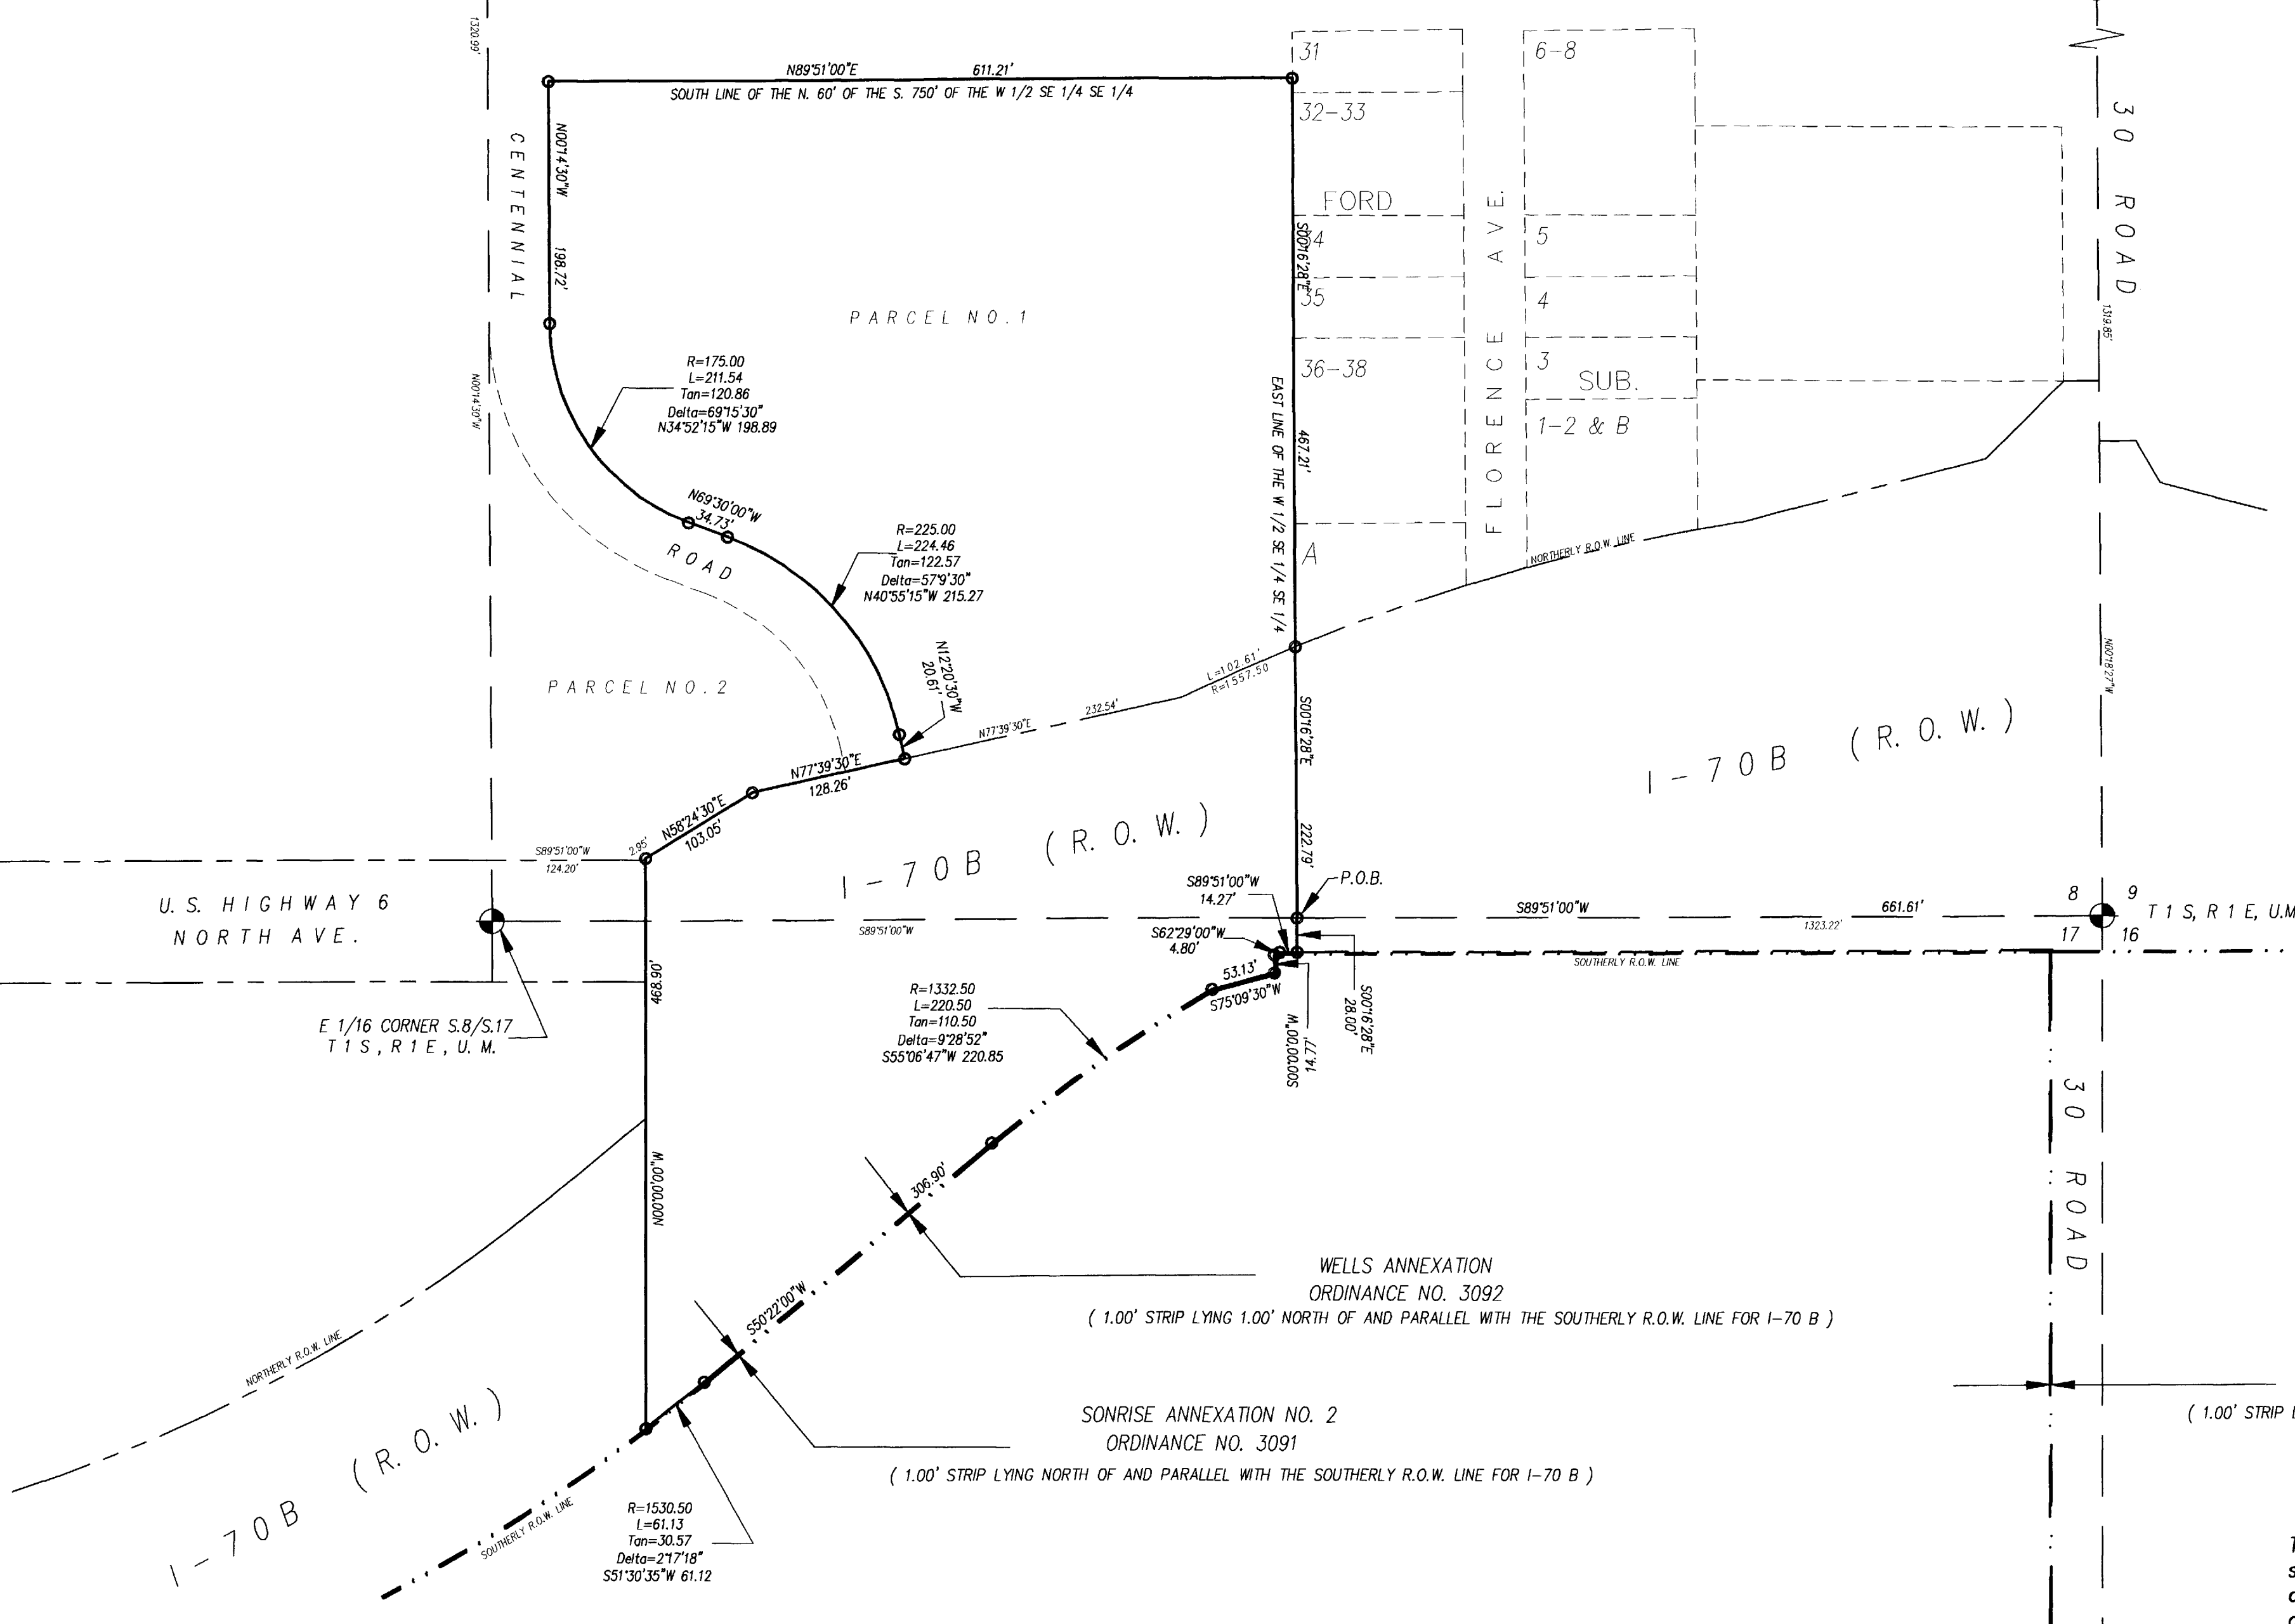 1320.99'
N89°51'00"E 611.21'
SOUTH LINE OF THE N. 60' OF THE S. 750' OF THE W 1/2 SE 1/4 SE 1/4
N00°14'30"W
198.72'
CENTENNIAL
N00°14'30"W
PARCEL NO.1
R=175.00
L=211.54
Tan=120.86
Delta=69°15'30"
N34°52'15"W 198.89
N69°30'00"W
34.73'
ROAD
R=225.00
L=224.46
Tan=122.57
Delta=57°9'30"
N40°55'15"W 215.27
N12°20'30"W
20.61'
PARCEL NO.2
31
32-33
FORD
34
35
36-38
A
S00°16'28"E
467.21'
EAST LINE OF THE W 1/2 SE 1/4 SE 1/4
FLORENCE AVE.
6-8
5
4
3
SUB.
1-2 & B
30 ROAD
1319.85'
N00°18'27"W
NORTHERLY R.O.W. LINE
L=102.61'
R=1557.50
N77°39'30"E
232.54'
N77°39'30"E
128.26'
N58°24'30"E
103.05'
2.95'
S89°51'00"W
124.20'
S00°16'28"E
222.79'
I-70B (R.O.W.)
I-70B (R.O.W.)
U.S. HIGHWAY 6
NORTH AVE.
E 1/16 CORNER S.8/S.17
T1S, R1E, U.M.
S89°51'00"W
S89°51'00"W
14.27'
P.O.B.
S62°29'00"W
4.80'
53.13'
S75°09'30"W
14.77'
S00°00'00"W
S00°16'28"E
28.00'
S89°51'00"W 661.61'
1323.22'
SOUTHERLY R.O.W. LINE
8 9
17 16
T1S, R1E, U.M
468.90'
N00°00'00"W
R=1332.50
L=220.50
Tan=110.50
Delta=9°28'52"
S55°06'47"W 220.85
306.90'
S50°22'00"W
WELLS ANNEXATION
ORDINANCE NO. 3092
( 1.00' STRIP LYING 1.00' NORTH OF AND PARALLEL WITH THE SOUTHERLY R.O.W. LINE FOR I-70 B )
30 ROAD
NORTHERLY R.O.W. LINE
I-70B (R.O.W.)
SONRISE ANNEXATION NO. 2
ORDINANCE NO. 3091
( 1.00' STRIP LYING NORTH OF AND PARALLEL WITH THE SOUTHERLY R.O.W. LINE FOR I-70 B )
( 1.00' STRIP
SOUTHERLY R.O.W. LINE
R=1530.50
L=61.13
Tan=30.57
Delta=2°17'18"
S51°30'35"W 61.12